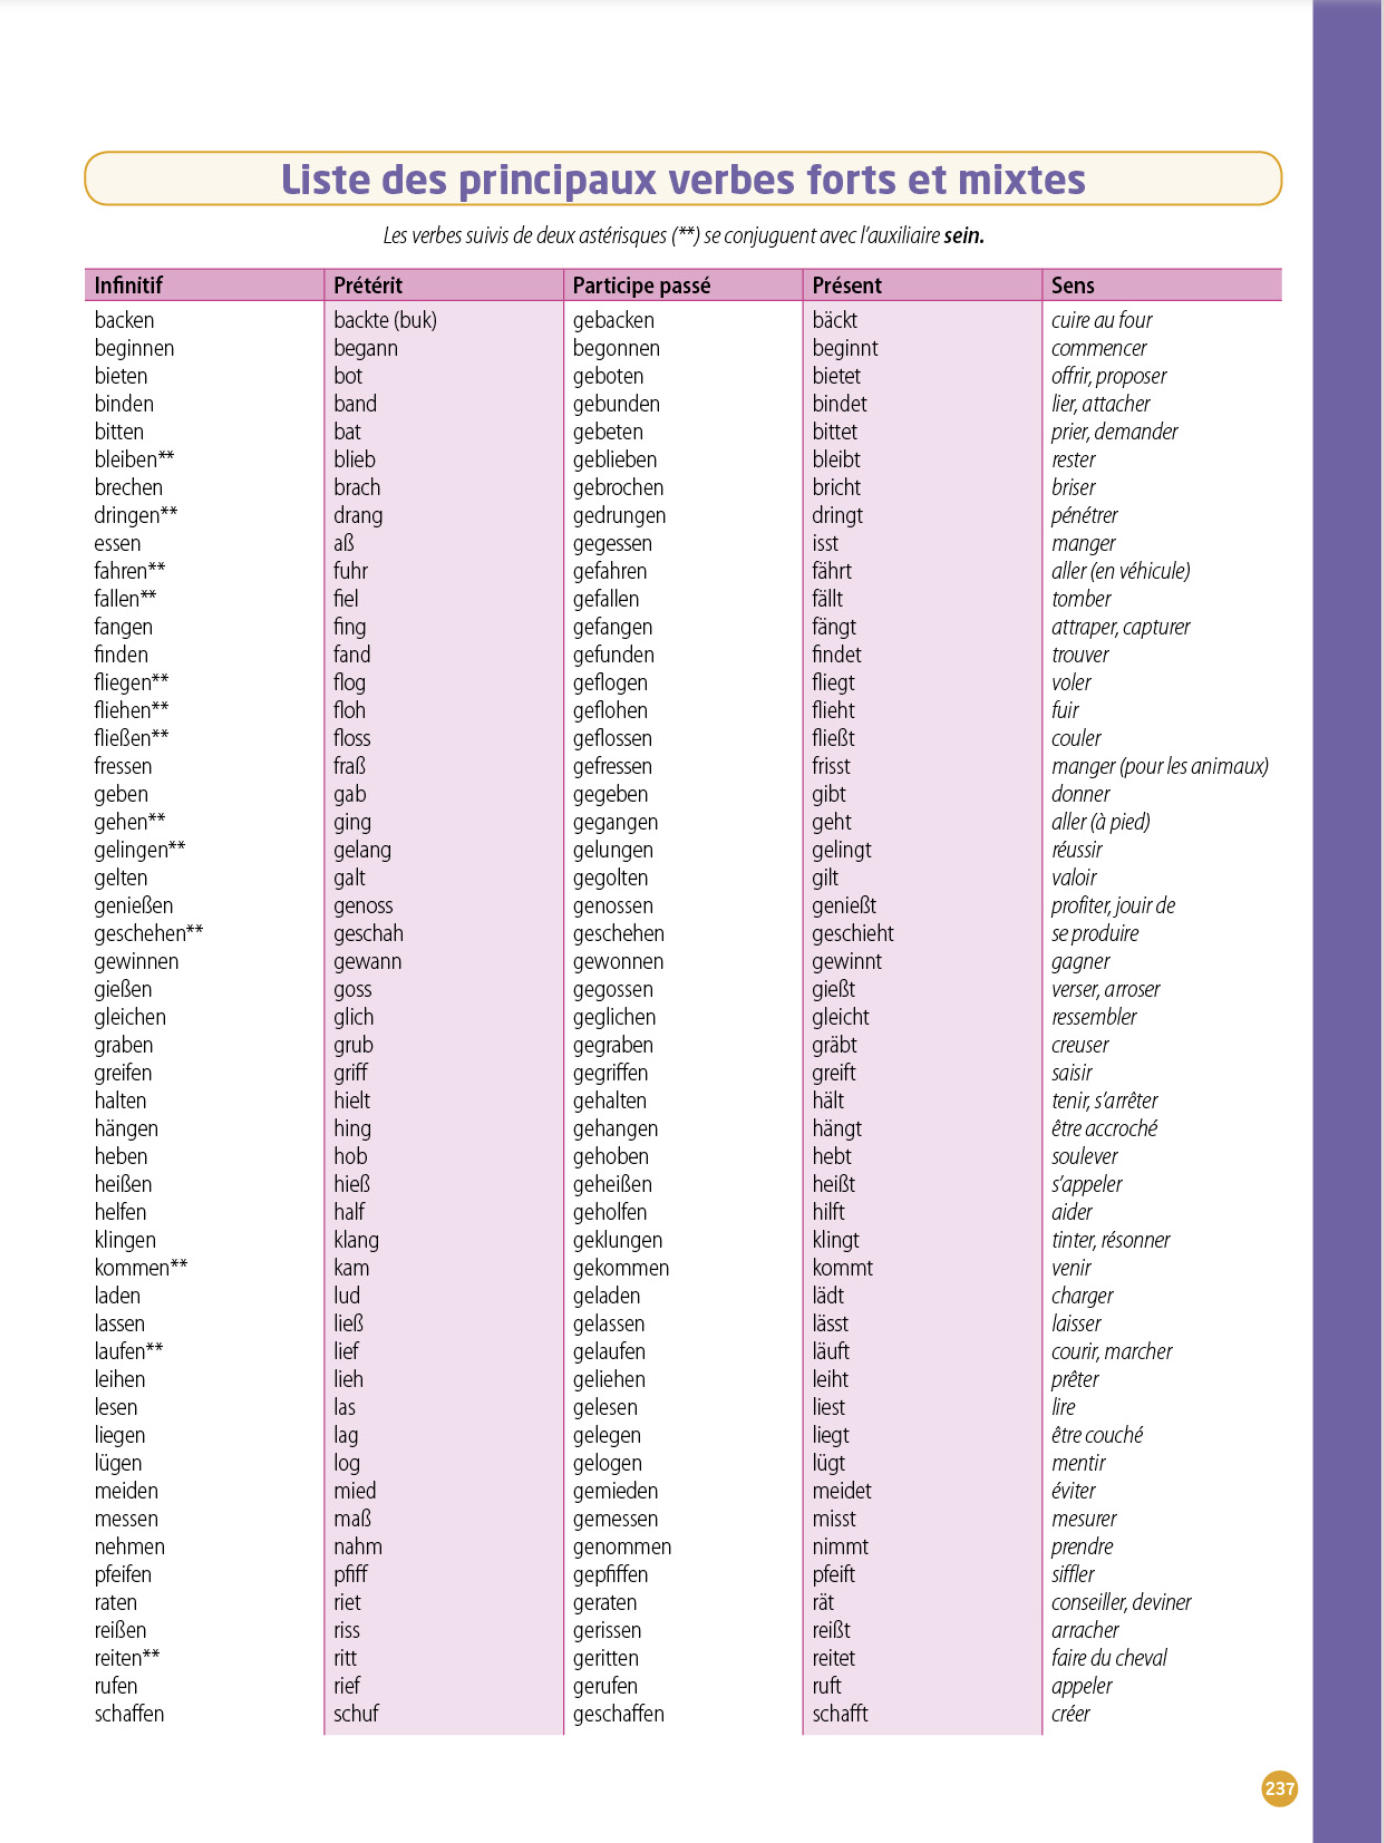 Liste des principaux verbes forts et mixtes
Les verbes suivis de deux astérisques (**) se conjuguent avec l'auxiliaire sein.
Infinitif Prétérit Participe passé Présent Sens
backen backte (buk) gebacken bäckt cuire au four
beginnen begann begonnen beginnt commencer
bieten bot geboten bietet offrir, proposer
binden band gebunden bindet lier, attacher
bitten bat gebeten bittet prier, demander
bleiben** blieb geblieben bleibt rester
brechen brach gebrochen bricht briser
dringen** drang gedrungen dringt pénétrer
essen aß gegessen isst manger
fahren** fuhr gefahren fährt aller (en véhicule)
fallen** fiel gefallen fällt tomber
fangen fing gefangen fängt attraper, capturer
finden fand gefunden findet trouver
fliegen** flog geflogen fliegt voler
fliehen** floh geflohen flieht fuir
fließen** floss geflossen fließt couler
fressen fraß gefressen frisst manger (pour les animaux)
geben gab gegeben gibt donner
gehen** ging gegangen geht aller (à pied)
gelingen** gelang gelungen gelingt réussir
gelten galt gegolten gilt valoir
genießen genoss genossen genießt profiter, jouir de
geschehen** geschah geschehen geschieht se produire
gewinnen gewann gewonnen gewinnt gagner
gießen goss gegossen gießt verser, arroser
gleichen glich geglichen gleicht ressembler
graben grub gegraben gräbt creuser
greifen griff gegriffen greift saisir
halten hielt gehalten hält tenir, s'arrêter
hängen hing gehangen hängt être accroché
heben hob gehoben hebt soulever
heißen hieß geheißen heißt s'appeler
helfen half geholfen hilft aider
klingen klang geklungen klingt tinter, résonner
kommen** kam gekommen kommt venir
laden lud geladen lädt charger
lassen ließ gelassen lässt laisser
laufen** lief gelaufen läuft courir, marcher
leihen lieh geliehen leiht prêter
lesen las gelesen liest lire
liegen lag gelegen liegt être couché
lügen log gelogen lügt mentir
meiden mied gemieden meidet éviter
messen maß gemessen misst mesurer
nehmen nahm genommen nimmt prendre
pfeifen pfiff gepfiffen pfeift siffler
raten riet geraten rät conseiller, deviner
reißen riss gerissen reißt arracher
reiten** ritt geritten reitet faire du cheval
rufen rief gerufen ruft appeler
schaffen schuf geschaffen schafft créer
237